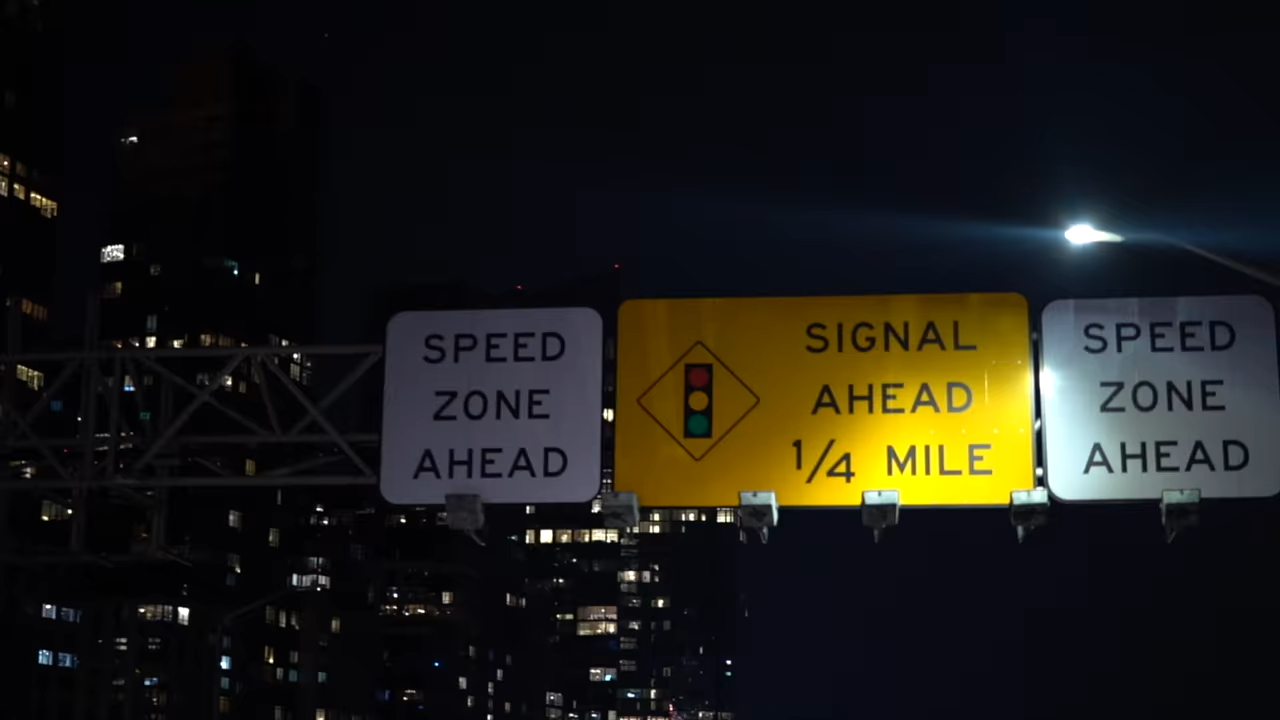 SPEED
ZONE
AHEAD
SIGNAL
AHEAD
1/4 MILE
SPEED
ZONE
AHEAD